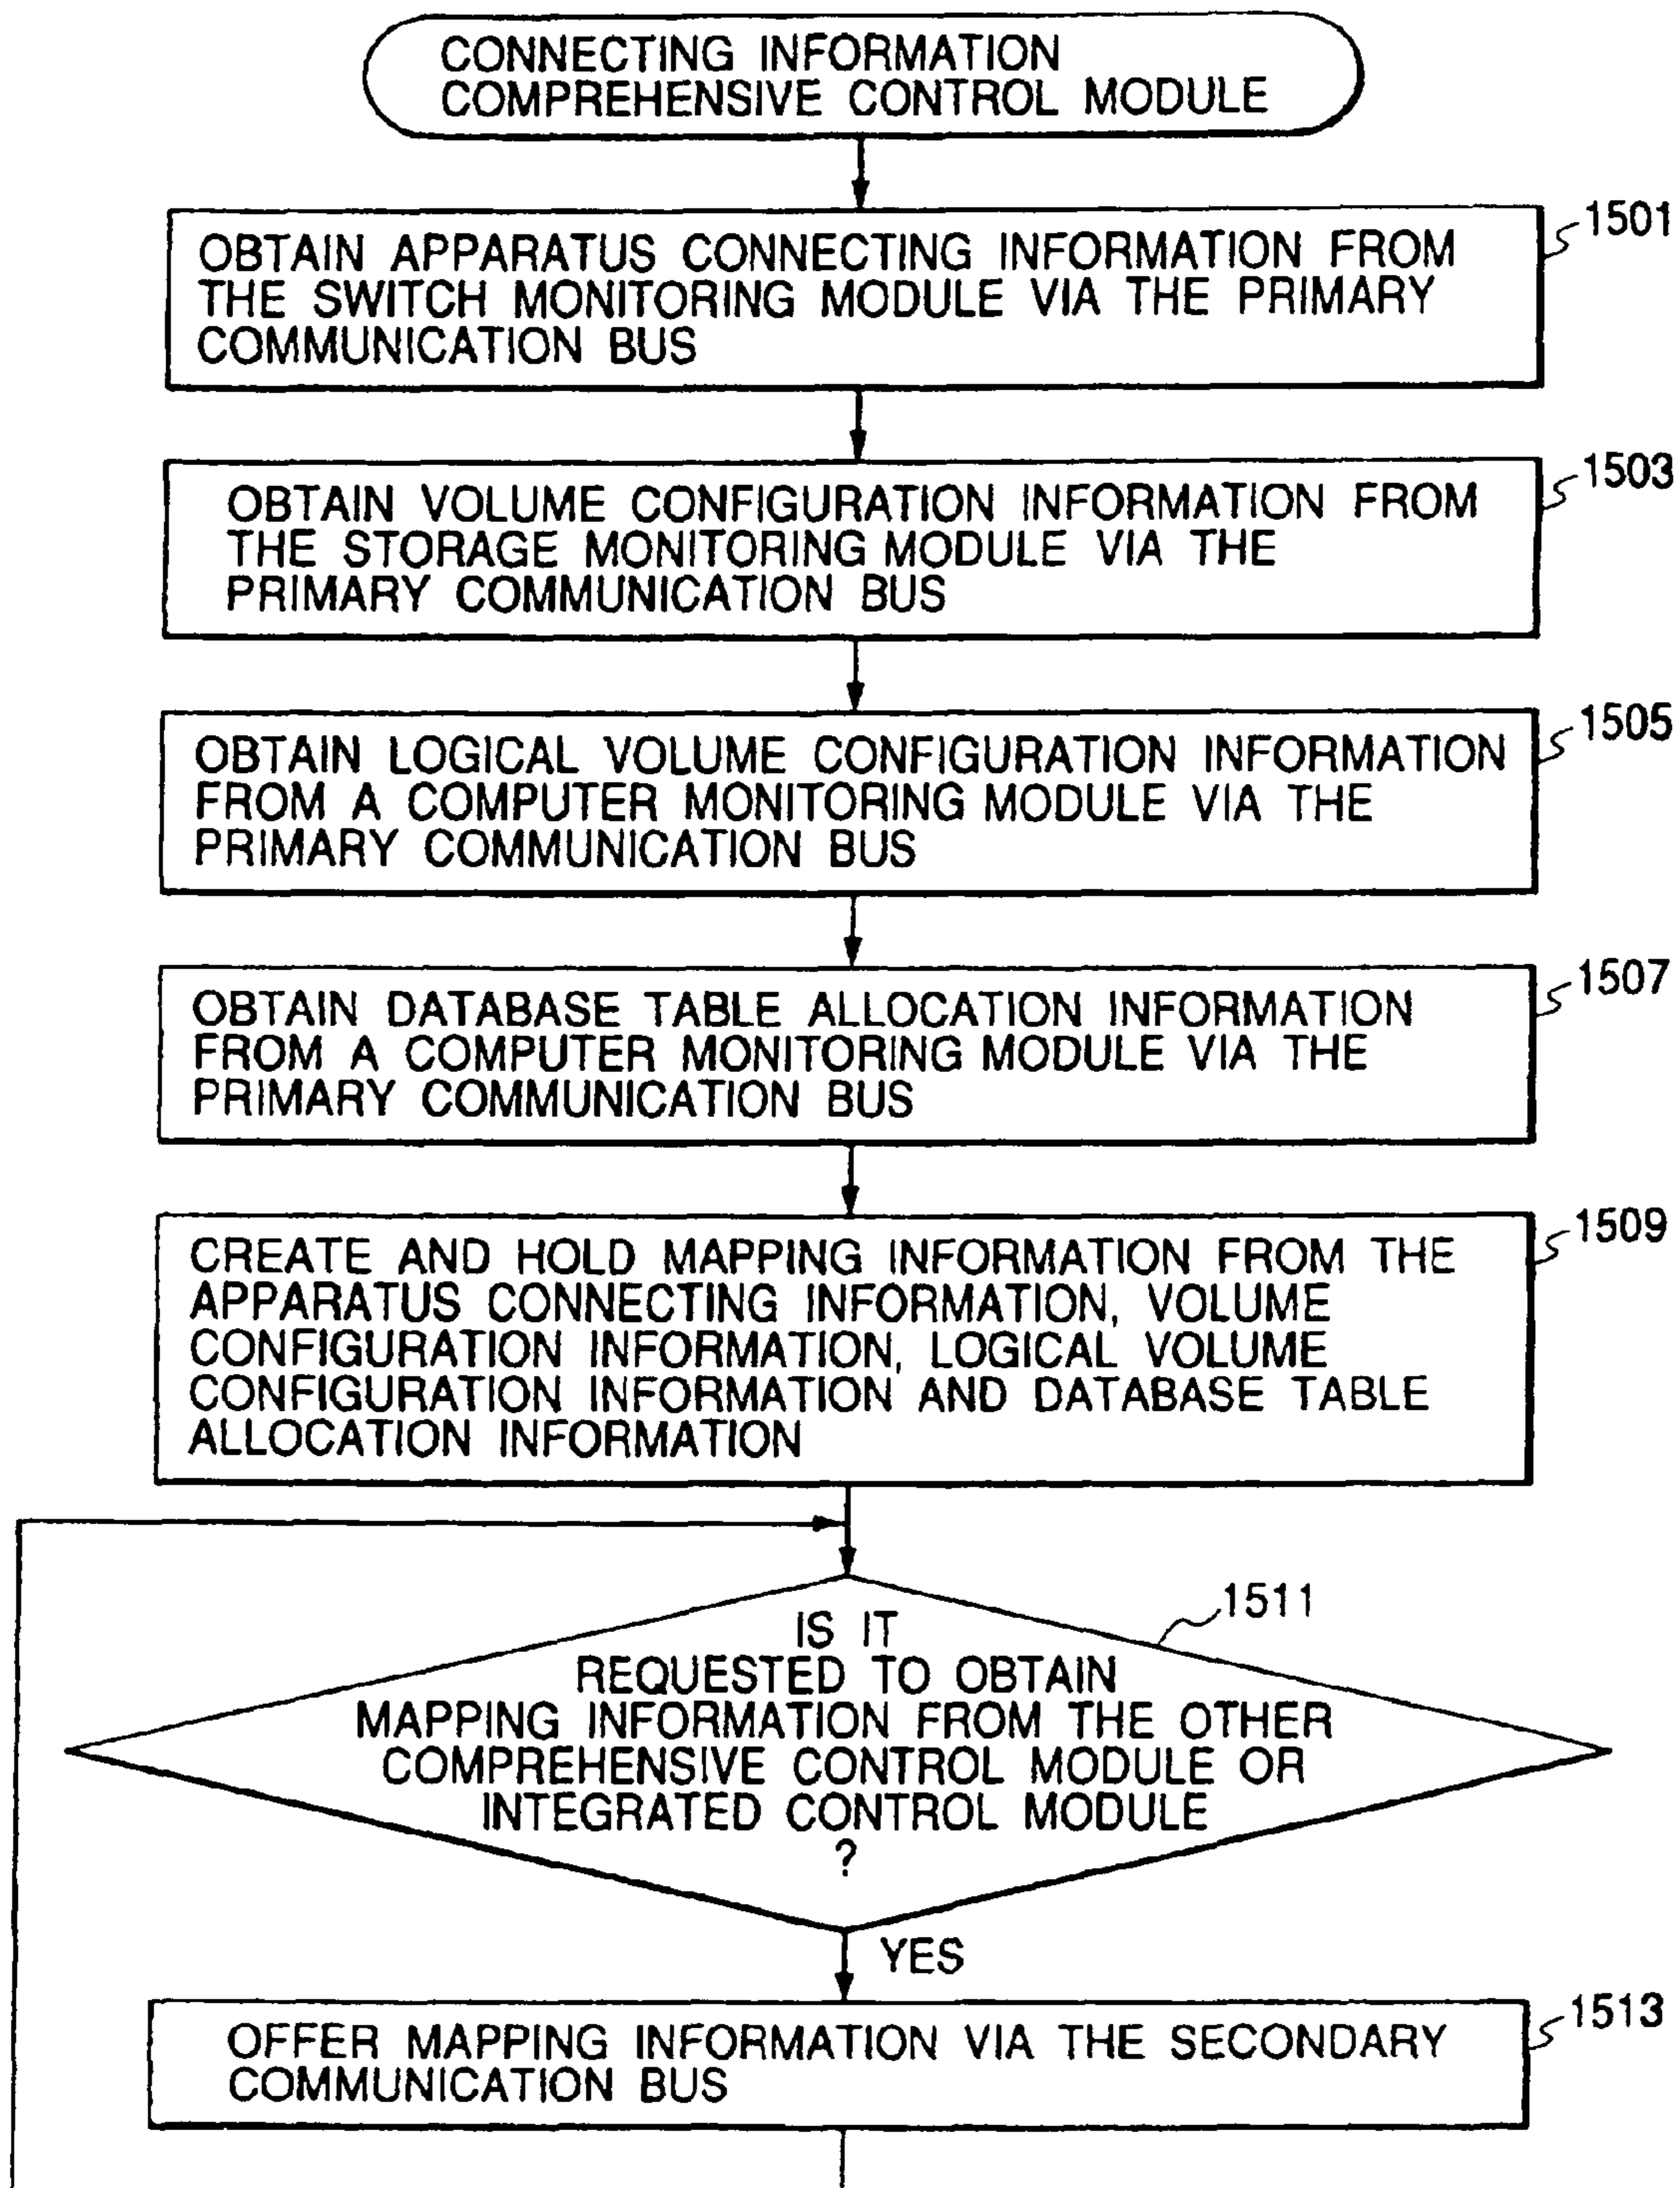 CONNECTING INFORMATION
COMPREHENSIVE CONTROL MODULE
1501
OBTAIN APPARATUS CONNECTING INFORMATION FROM
THE SWITCH MONITORING MODULE VIA THE PRIMARY
COMMUNICATION BUS
1503
OBTAIN VOLUME CONFIGURATION INFORMATION FROM
THE STORAGE MONITORING MODULE VIA THE
PRIMARY COMMUNICATION BUS
1505
OBTAIN LOGICAL VOLUME CONFIGURATION INFORMATION
FROM A COMPUTER MONITORING MODULE VIA THE
PRIMARY COMMUNICATION BUS
1507
OBTAIN DATABASE TABLE ALLOCATION INFORMATION
FROM A COMPUTER MONITORING MODULE VIA THE
PRIMARY COMMUNICATION BUS
1509
CREATE AND HOLD MAPPING INFORMATION FROM THE
APPARATUS CONNECTING INFORMATION, VOLUME
CONFIGURATION INFORMATION, LOGICAL VOLUME
CONFIGURATION INFORMATION AND DATABASE TABLE
ALLOCATION INFORMATION
1511
IS IT
REQUESTED TO OBTAIN
MAPPING INFORMATION FROM THE OTHER
COMPREHENSIVE CONTROL MODULE OR
INTEGRATED CONTROL MODULE
?
YES
1513
OFFER MAPPING INFORMATION VIA THE SECONDARY
COMMUNICATION BUS